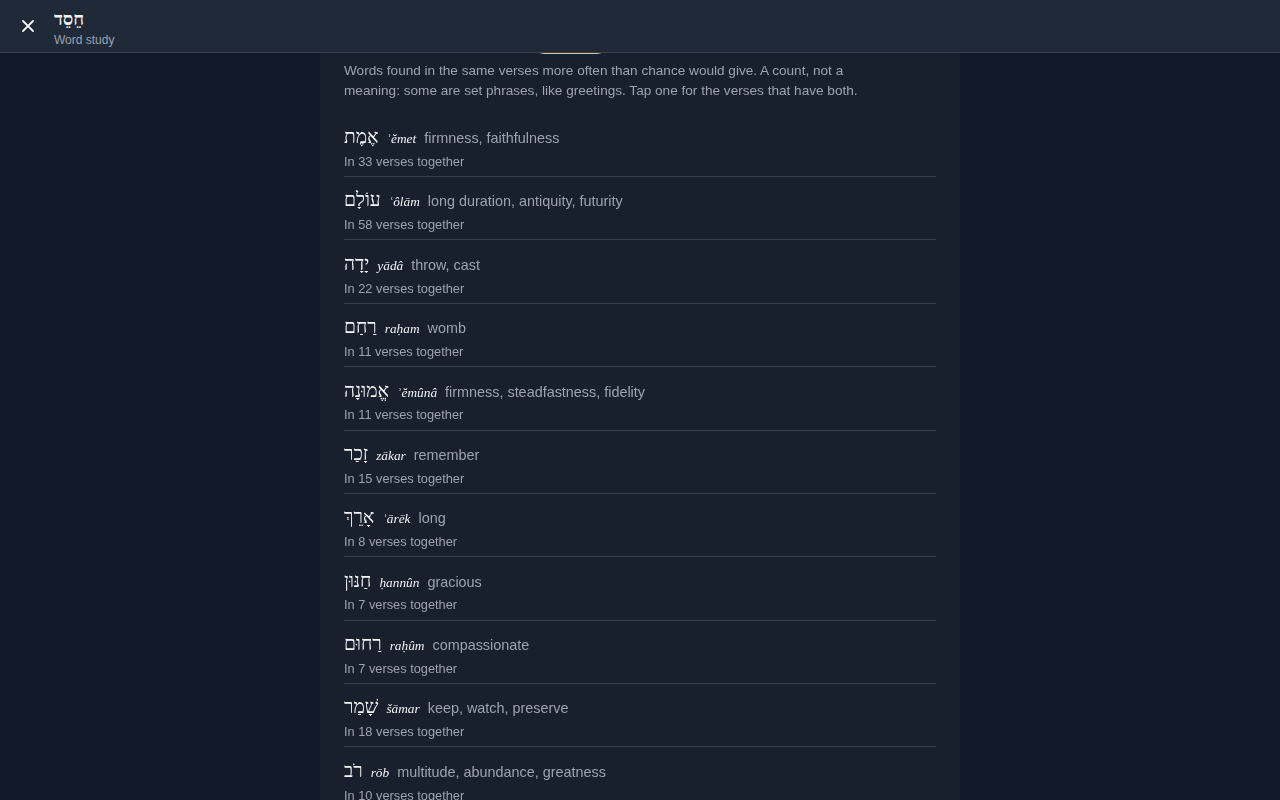 חֵסֵד
Word study
Words found in the same verses more often than chance would give. A count, not a
meaning: some are set phrases, like greetings. Tap one for the verses that have both.
אֶמֶת ʾĕmet firmness, faithfulness
In 33 verses together
עוֹלָם ʿôlām long duration, antiquity, futurity
In 58 verses together
יָדָה yādâ throw, cast
In 22 verses together
רַחַם raḥam womb
In 11 verses together
אֱמוּנָה ʾĕmûnâ firmness, steadfastness, fidelity
In 11 verses together
זָכַר zākar remember
In 15 verses together
אָרֵךְ ʾārēk long
In 8 verses together
חַנּוּן ḥannûn gracious
In 7 verses together
רַחוּם raḥûm compassionate
In 7 verses together
שָׁמַר šāmar keep, watch, preserve
In 18 verses together
רֹב rōb multitude, abundance, greatness
In 10 verses together